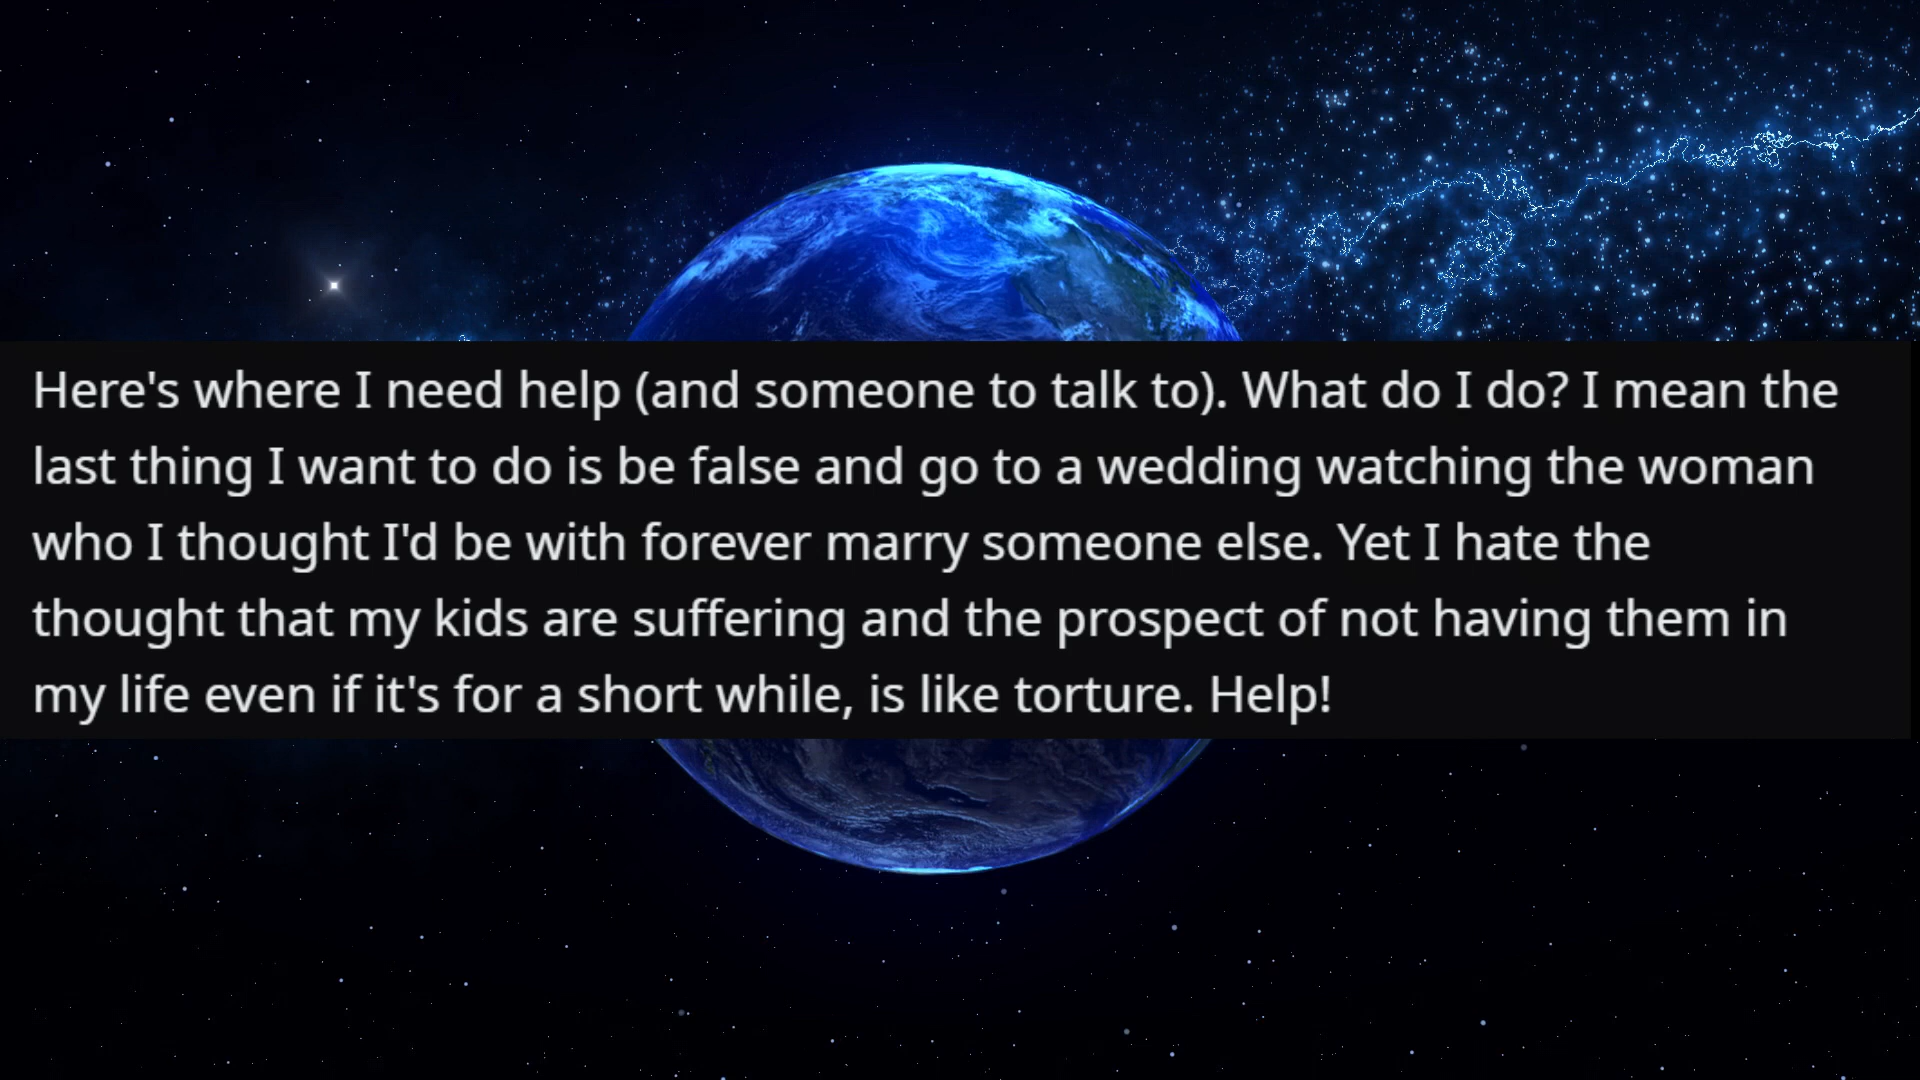 Here's where I need help (and someone to talk to). What do I do? I mean the
last thing I want to do is be false and go to a wedding watching the woman
who I thought I'd be with forever marry someone else. Yet I hate the
thought that my kids are suffering and the prospect of not having them in
my life even if it's for a short while, is like torture. Help!